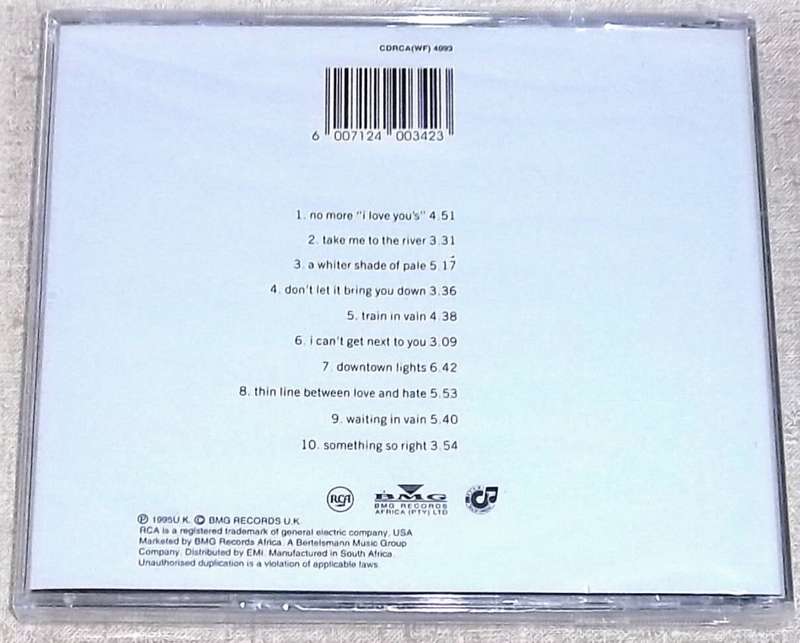 CDRCA(WF) 4093
6 007124 003423
1. no more "i love you's" 4.51
2. take me to the river 3.31
3. a whiter shade of pale 5.17
4. don't let it bring you down 3.36
5. train in vain 4.38
6. i can't get next to you 3.09
7. downtown lights 6.42
8. thin line between love and hate 5.53
9. waiting in vain 5.40
10. something so right 3.54
RCA
BMG
BMG RECORDS
AFRICA (PTY) LTD
℗ 1995 U.K. © BMG RECORDS U.K.
RCA is a registered trademark of general electric company, USA
Marketed by BMG Records Africa. A Bertelsmann Music Group
Company. Distributed by EMI. Manufactured in South Africa.
Unauthorised duplication is a violation of applicable laws.